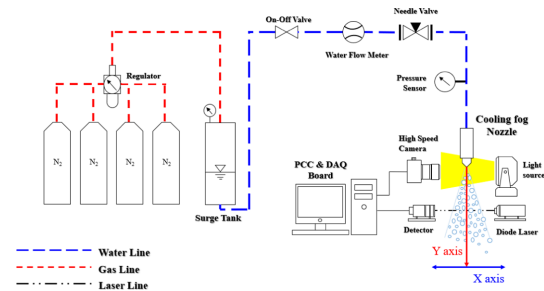 On-Off Valve
Needle Valve
Water Flow Meter
Regulator
Pressure
Sensor
Cooling fog
Nozzle
High Speed
Camera
N2
N2
N2
N2
PCC & DAQ
Board
Light
source
Surge Tank
Detector
Diode Laser
Water Line
Y axis
Gas Line
X axis
Laser Line